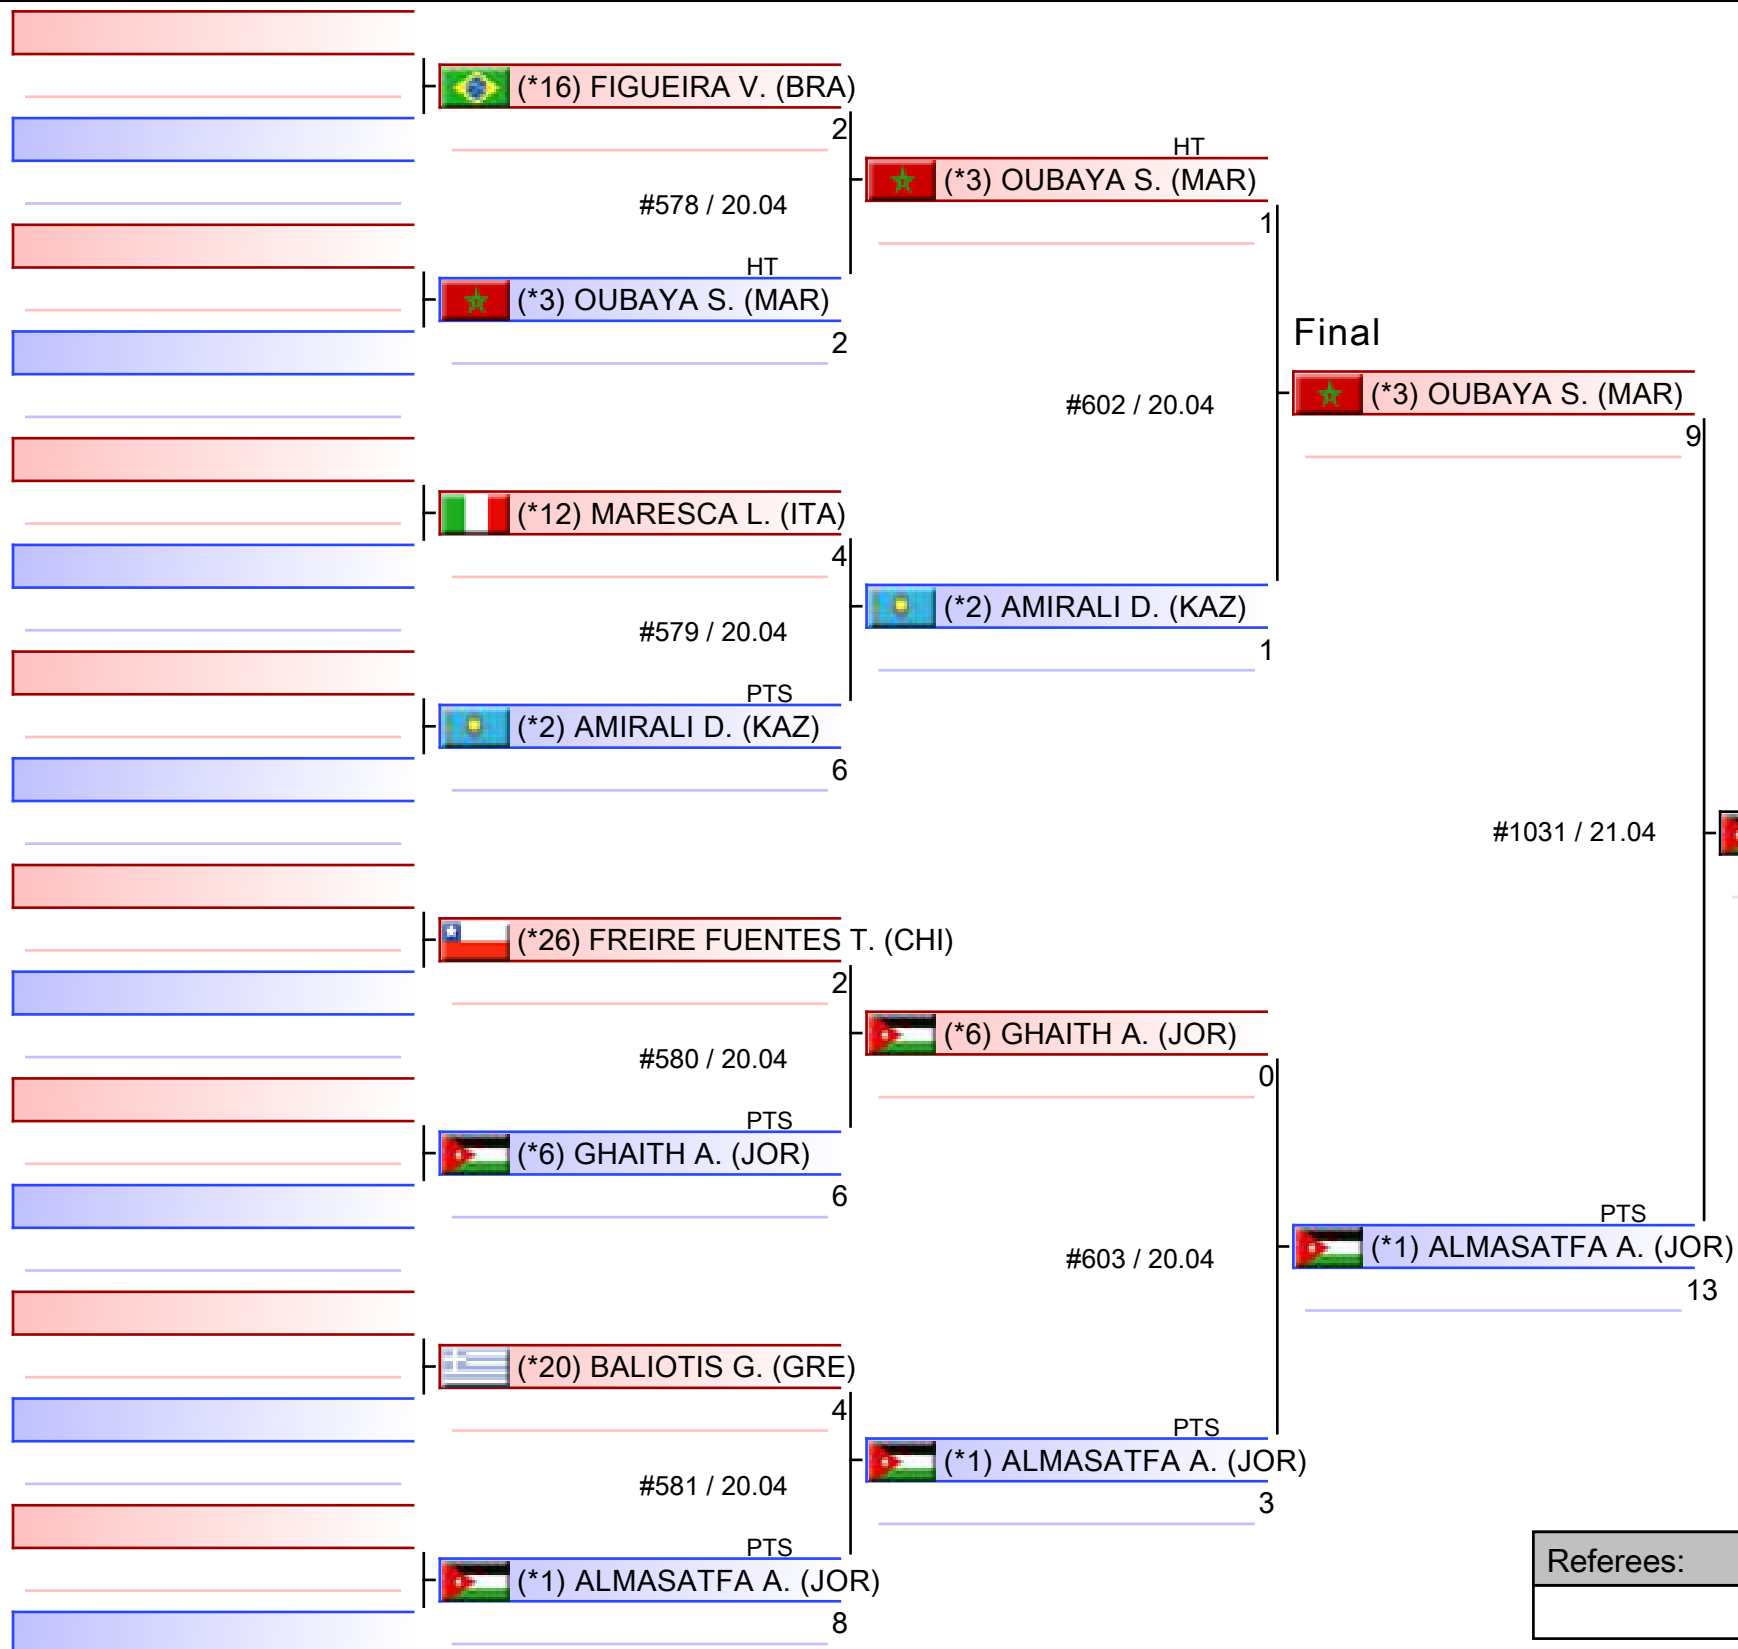 (*16) FIGUEIRA V. (BRA)
2
#578 / 20.04
HT
(*3) OUBAYA S. (MAR)
2
(*12) MARESCA L. (ITA)
4
#579 / 20.04
PTS
(*2) AMIRALI D. (KAZ)
6
(*26) FREIRE FUENTES T. (CHI)
2
#580 / 20.04
PTS
(*6) GHAITH A. (JOR)
6
(*20) BALIOTIS G. (GRE)
4
#581 / 20.04
PTS
(*1) ALMASATFA A. (JOR)
8
HT
(*3) OUBAYA S. (MAR)
1
#602 / 20.04
(*2) AMIRALI D. (KAZ)
1
(*6) GHAITH A. (JOR)
0
#603 / 20.04
PTS
(*1) ALMASATFA A. (JOR)
3
Final
(*3) OUBAYA S. (MAR)
9
#1031 / 21.04
PTS
(*1) ALMASATFA A. (JOR)
13
Referees: